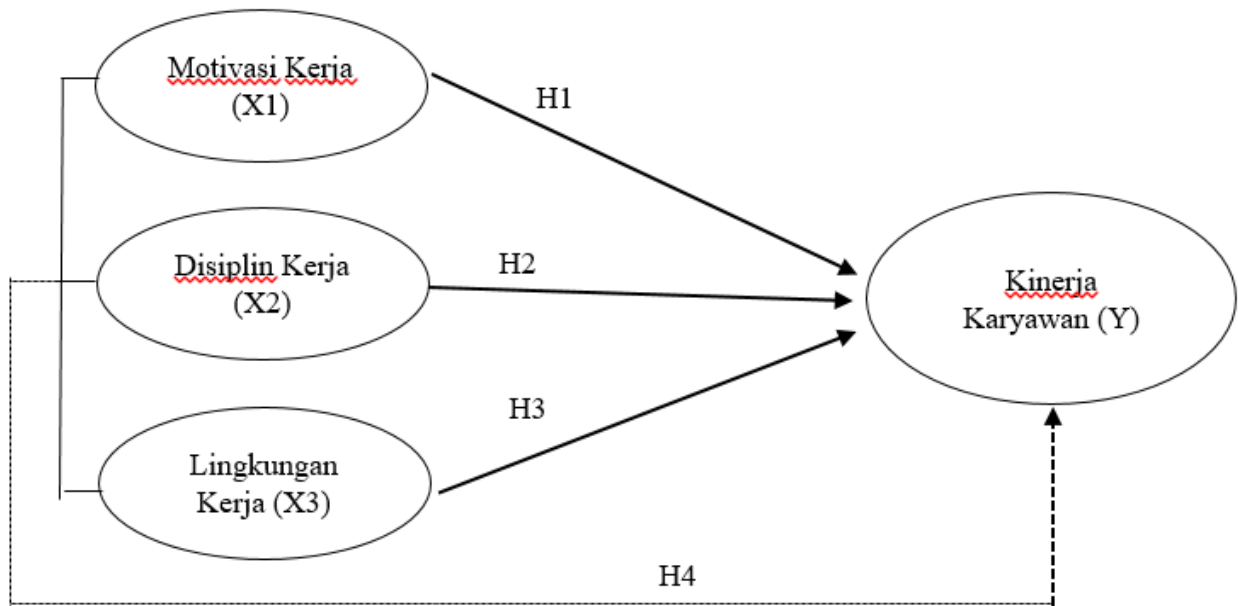 Motivasi Kerja
(X1)
H1
Disiplin Kerja
(X2)
H2
Kinerja
Karyawan (Y)
H3
Lingkungan
Kerja (X3)
H4